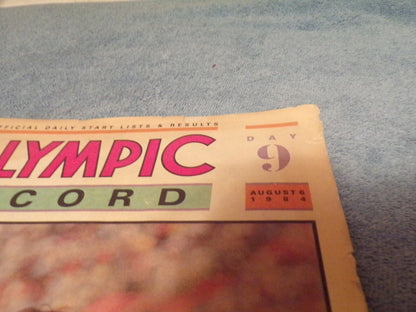 OFFICIAL DAILY START LISTS & RESULTS
LYMPIC
CORD
DAY
9
AUGUST 6
1984